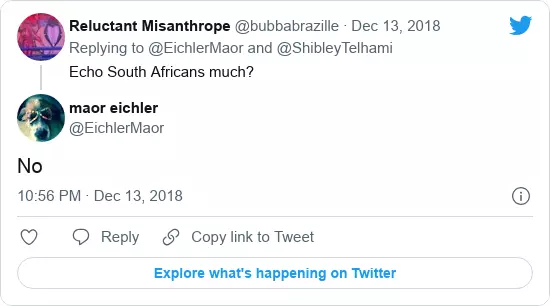 Reluctant Misanthrope @bubbabrazille · Dec 13, 2018
Replying to @EichlerMaor and @ShibleyTelhami
Echo South Africans much?
maor eichler
@EichlerMaor
No
10:56 PM · Dec 13, 2018
Reply
Copy link to Tweet
Explore what's happening on Twitter